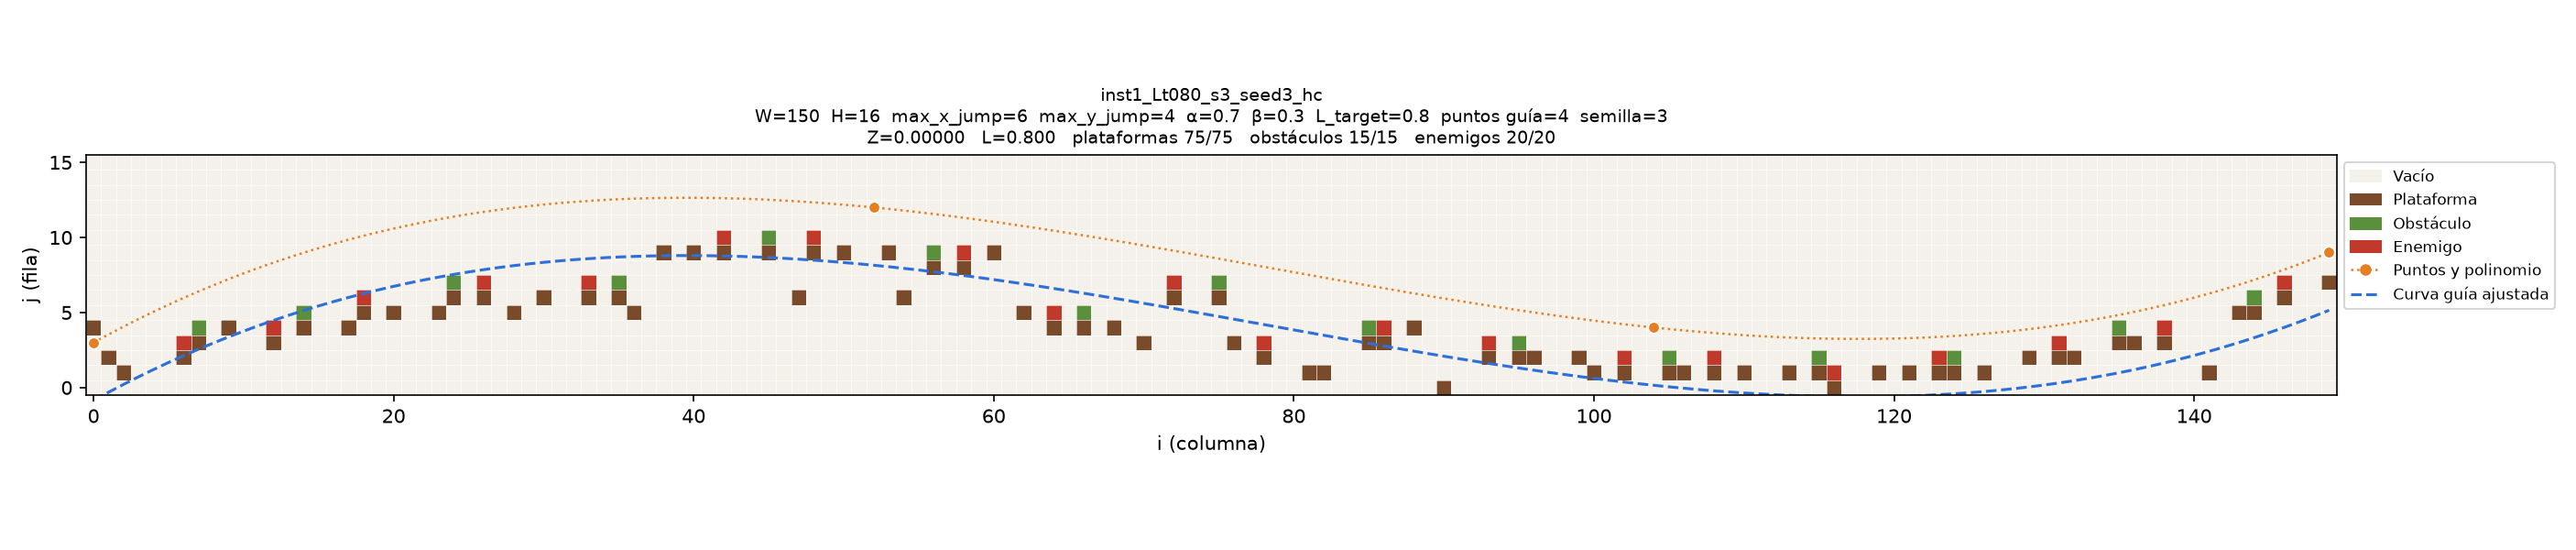 inst1_Lt080_s3_seed3_hc
W=150  H=16  max_x_jump=6  max_y_jump=4  α=0.7  β=0.3  L_target=0.8  puntos guía=4  semilla=3
Z=0.00000   L=0.800   plataformas 75/75   obstáculos 15/15   enemigos 20/20
15
10
5
0
j (fila)
0 20 40 60 80 100 120 140
i (columna)
Vacío
Plataforma
Obstáculo
Enemigo
Puntos y polinomio
Curva guía ajustada